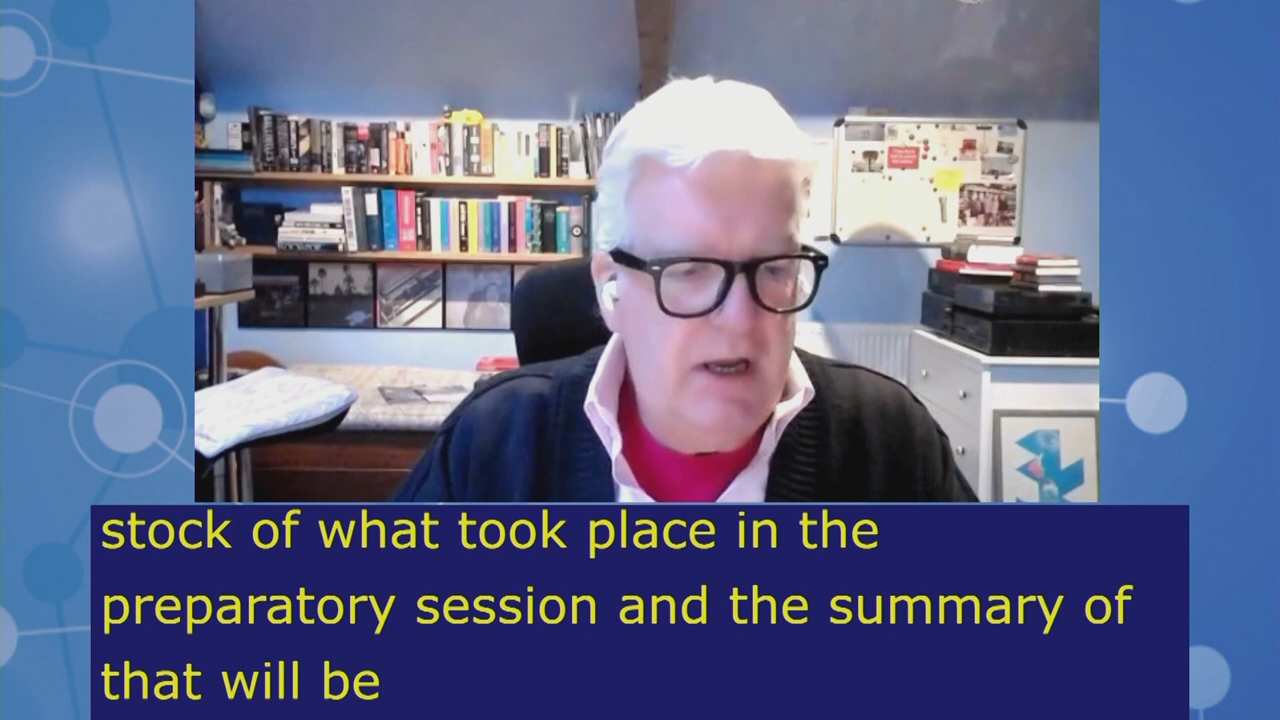 stock of what took place in the
preparatory session and the summary of
that will be